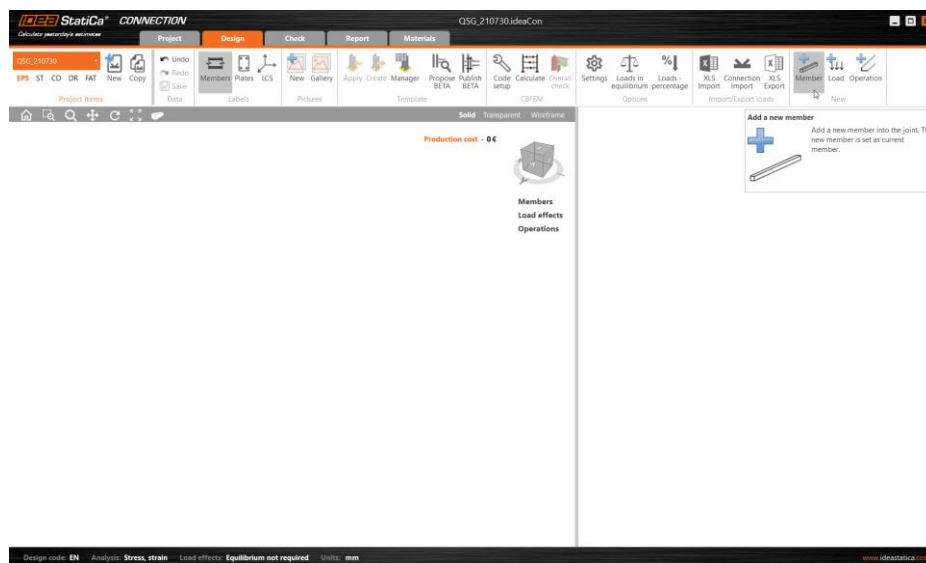 IDEA StatiCa® CONNECTION
QSG_210730.ideaCon
Calculate yesterday's estimates
Project Design Check Report Materials
QSG_210730
EPS ST CD DR FAT
New Copy
Project Items
Undo
Redo
Save
Data
Members Plates LCS
Labels
New Gallery
Pictures
Apply Create Manager Propose BETA Publish BETA
Template
Code setup Calculate Overall check
CBFEM
Settings Loads in equilibrium Loads - percentage
Options
XLS Import Connection Import XLS Export
Import/Export loads
Member Load Operation
New
Solid Transparent Wireframe
Production cost - 0 €
Members
Load effects
Operations
Add a new member
Add a new member into the joint. T
new member is set as current
member.
Design code: EN Analysis: Stress, strain Load effects: Equilibrium not required Units: mm
www.ideastatica.com